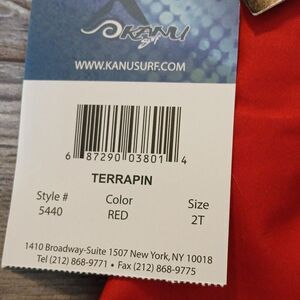 KANU
Surf
WWW.KANUSURF.COM
6 87290 03801 4
TERRAPIN
Style # Color Size
5440 RED 2T
1410 Broadway-Suite 1507 New York, NY 10018
Tel (212) 868-9771 • Fax (212) 868-9775